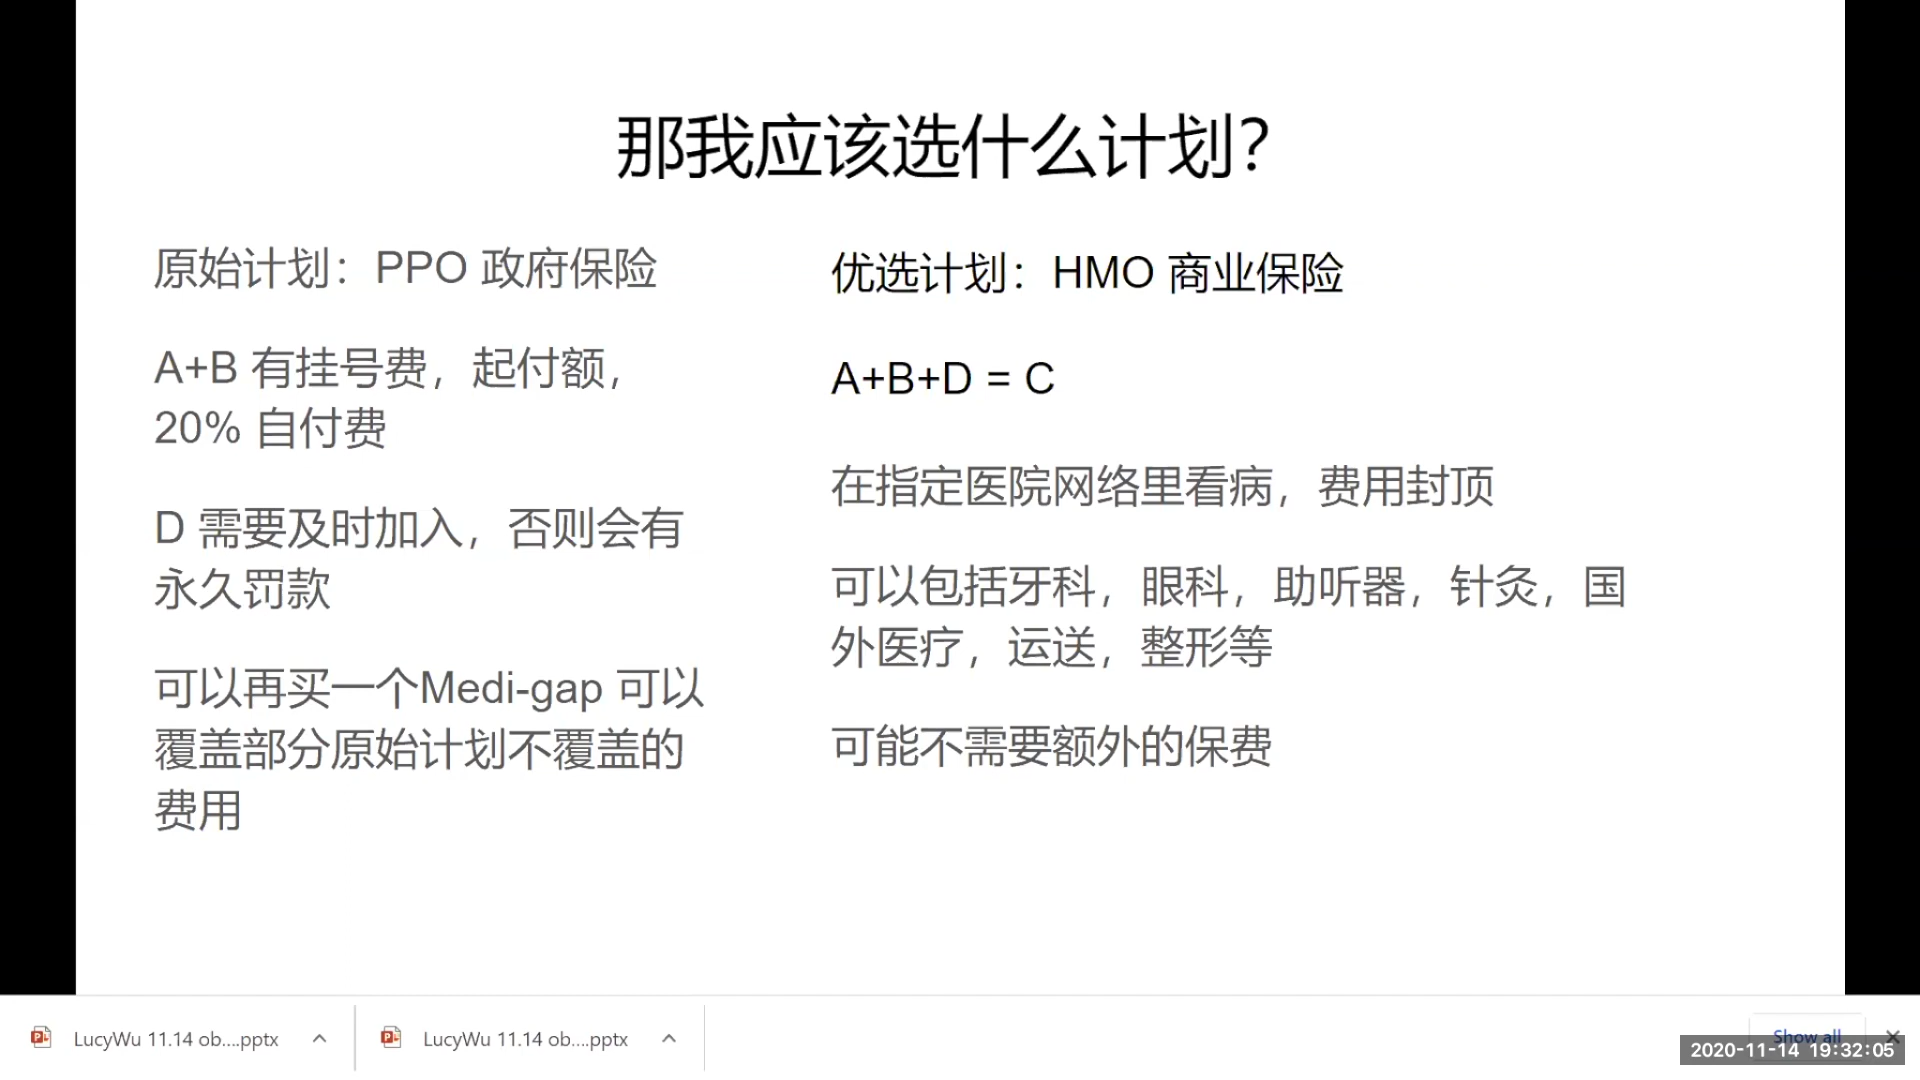 那我应该选什么计划?
原始计划：PPO 政府保险
A+B 有挂号费，起付额，
20% 自付费
D 需要及时加入，否则会有
永久罚款
可以再买一个Medi-gap 可以
覆盖部分原始计划不覆盖的
费用
优选计划：HMO 商业保险
A+B+D = C
在指定医院网络里看病，费用封顶
可以包括牙科，眼科，助听器，针灸，国
外医疗，运送，整形等
可能不需要额外的保费
LucyWu 11.14 ob....pptx
LucyWu 11.14 ob....pptx
Show all
2020-11-14 19:32:05